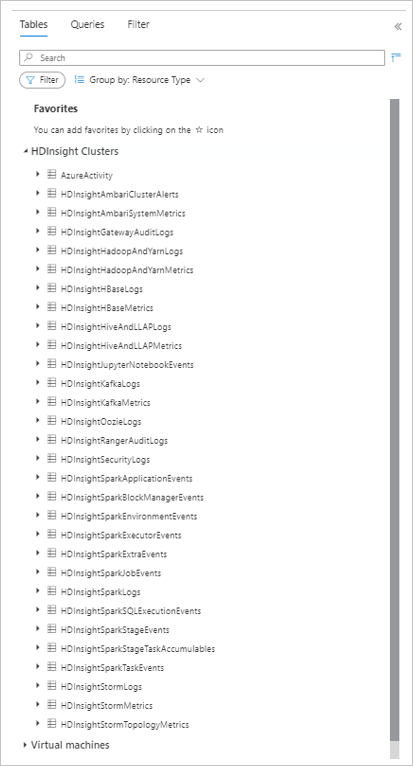 Tables Queries Filter
Search
Filter Group by: Resource Type
Favorites
You can add favorites by clicking on the ☆ icon
HDInsight Clusters
AzureActivity
HDInsightAmbariClusterAlerts
HDInsightAmbariSystemMetrics
HDInsightGatewayAuditLogs
HDInsightHadoopAndYarnLogs
HDInsightHadoopAndYarnMetrics
HDInsightHBaseLogs
HDInsightHBaseMetrics
HDInsightHiveAndLLAPLogs
HDInsightHiveAndLLAPMetrics
HDInsightJupyterNotebookEvents
HDInsightKafkaLogs
HDInsightKafkaMetrics
HDInsightOozieLogs
HDInsightRangerAuditLogs
HDInsightSecurityLogs
HDInsightSparkApplicationEvents
HDInsightSparkBlockManagerEvents
HDInsightSparkEnvironmentEvents
HDInsightSparkExecutorEvents
HDInsightSparkExtraEvents
HDInsightSparkJobEvents
HDInsightSparkLogs
HDInsightSparkSQLExecutionEvents
HDInsightSparkStageEvents
HDInsightSparkStageTaskAccumulables
HDInsightSparkTaskEvents
HDInsightStormLogs
HDInsightStormMetrics
HDInsightStormTopologyMetrics
Virtual machines